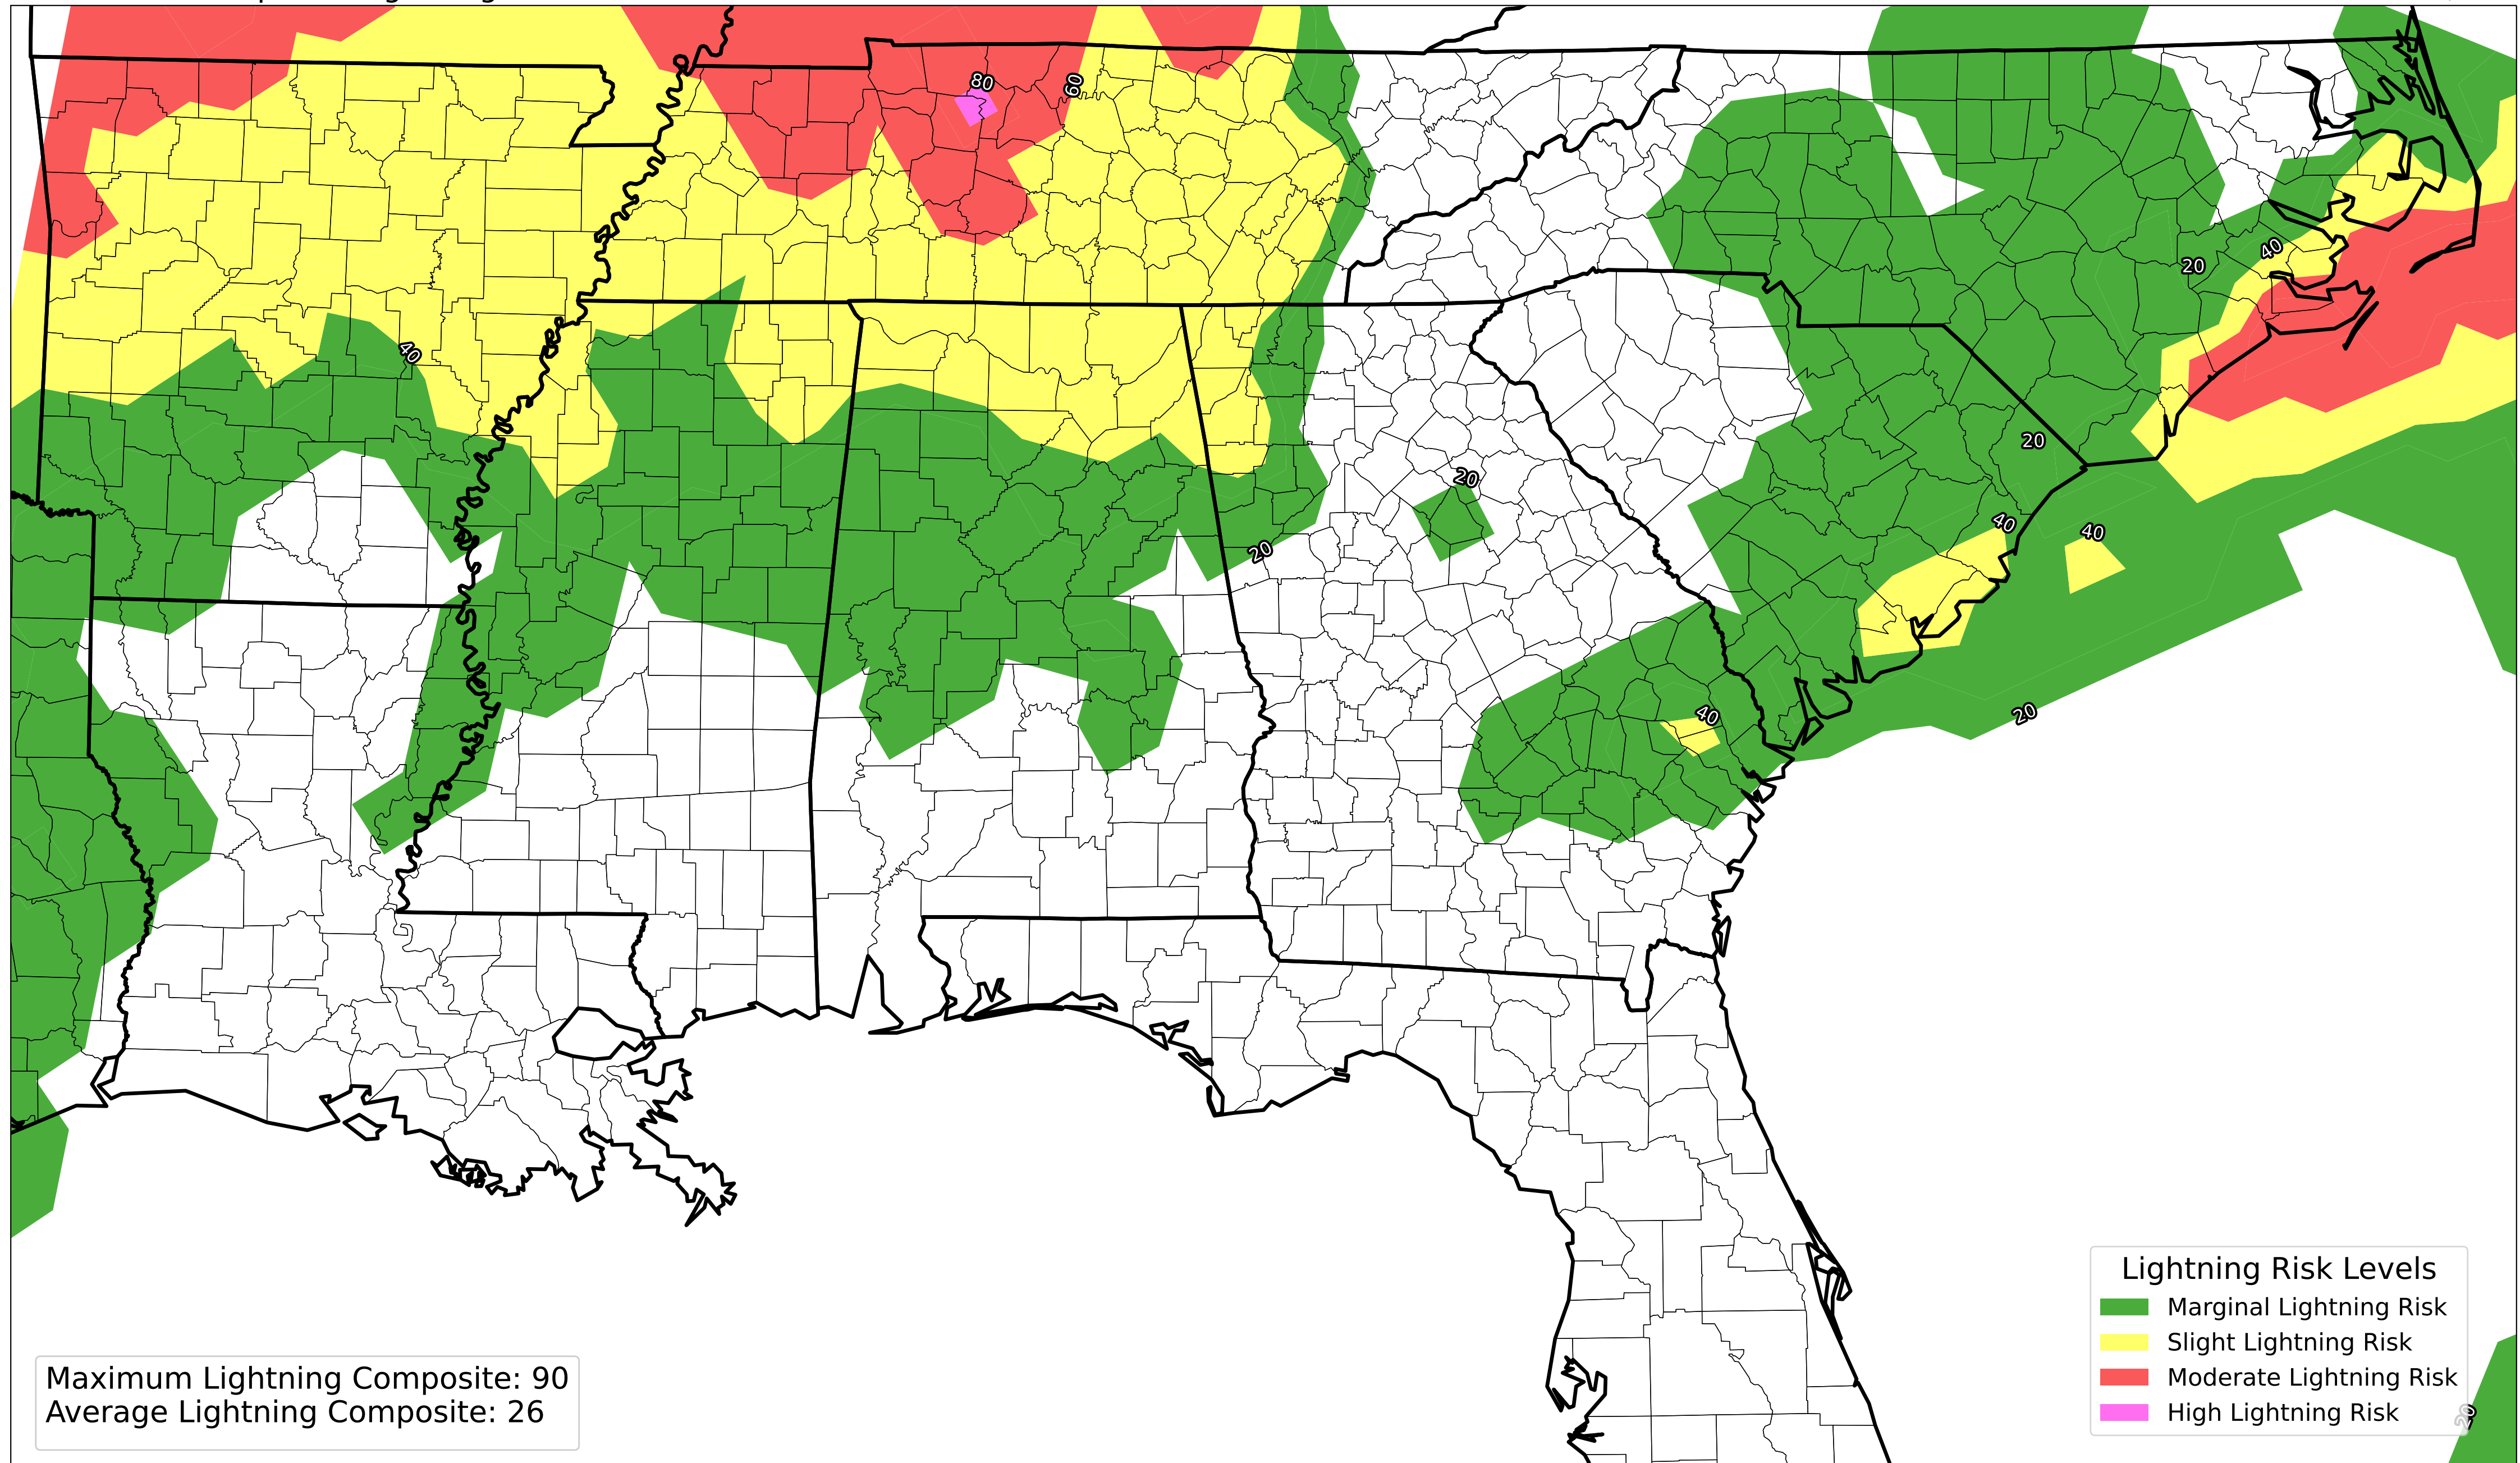 80
60
40
20
40
20
20
40
40
20
40
20
Lightning Risk Levels
Marginal Lightning Risk
Slight Lightning Risk
Moderate Lightning Risk
High Lightning Risk
20
Maximum Lightning Composite: 90
Average Lightning Composite: 26